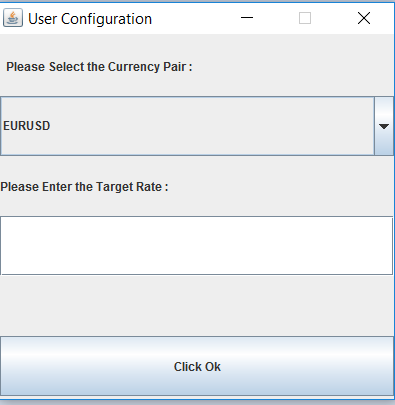 User Configuration
Please Select the Currency Pair :
EURUSD
Please Enter the Target Rate :
Click Ok